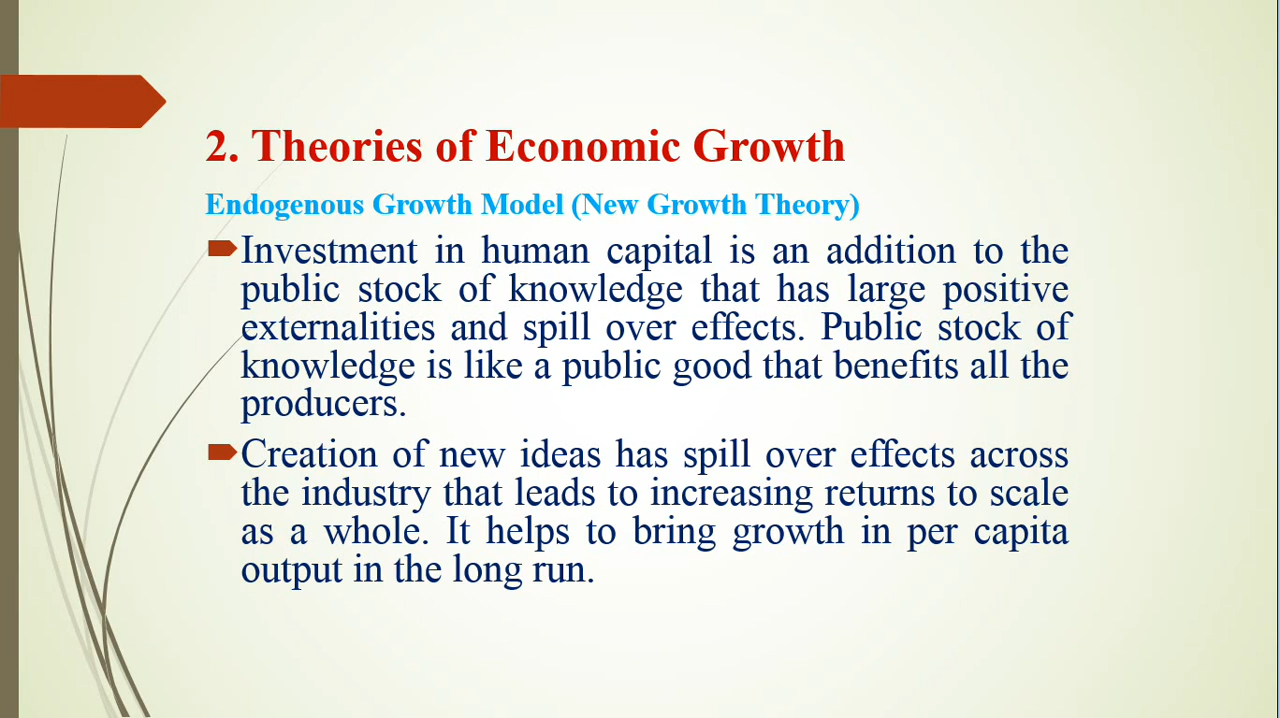 2. Theories of Economic Growth
Endogenous Growth Model (New Growth Theory)
Investment in human capital is an addition to the
public stock of knowledge that has large positive
externalities and spill over effects. Public stock of
knowledge is like a public good that benefits all the
producers.
Creation of new ideas has spill over effects across
the industry that leads to increasing returns to scale
as a whole. It helps to bring growth in per capita
output in the long run.